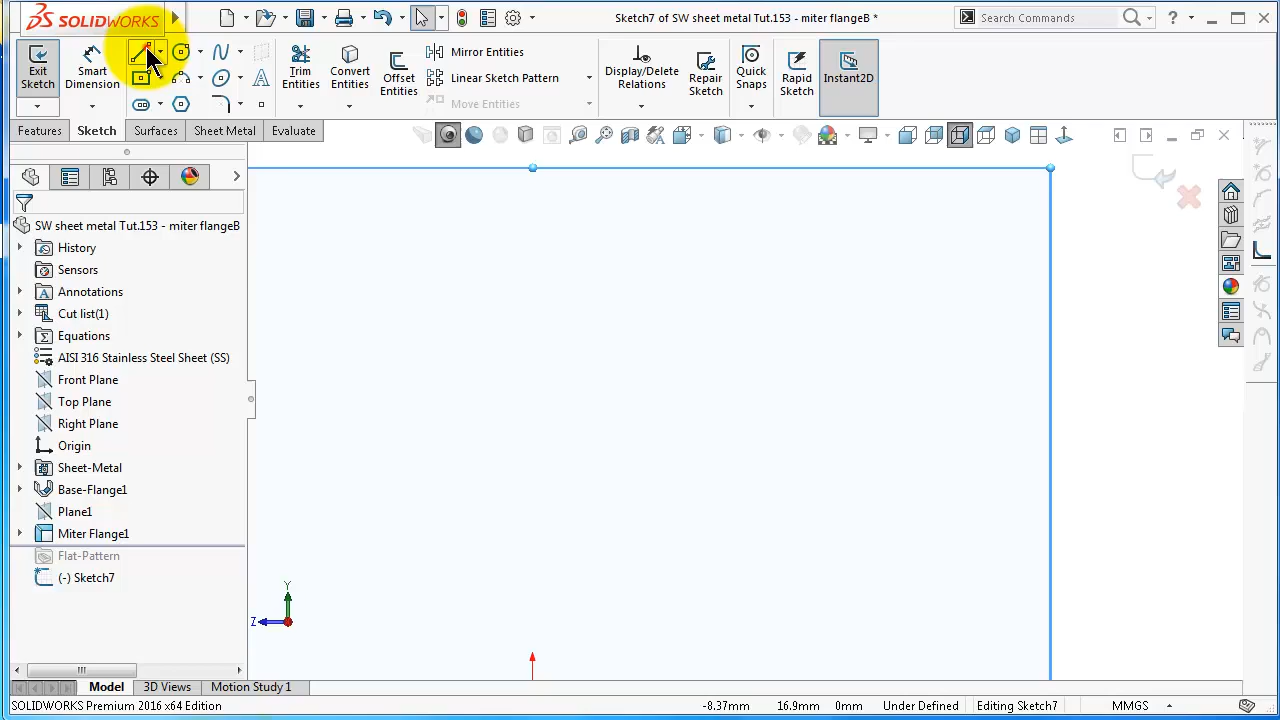 SOLIDWORKS
Sketch7 of SW sheet metal Tut.153 - miter flangeB *
Search Commands
?
Exit Sketch
Smart Dimension
Trim Entities
Convert Entities
Offset Entities
Mirror Entities
Linear Sketch Pattern
Move Entities
Display/Delete Relations
Repair Sketch
Quick Snaps
Rapid Sketch
Instant2D
Features
Sketch
Surfaces
Sheet Metal
Evaluate
SW sheet metal Tut.153 - miter flangeB
History
Sensors
Annotations
Cut list(1)
Equations
AISI 316 Stainless Steel Sheet (SS)
Front Plane
Top Plane
Right Plane
Origin
Sheet-Metal
Base-Flange1
Plane1
Miter Flange1
Flat-Pattern
(-) Sketch7
Y
Z
Model
3D Views
Motion Study 1
SOLIDWORKS Premium 2016 x64 Edition
-8.37mm
16.9mm
Under Defined
Editing Sketch7
MMGS